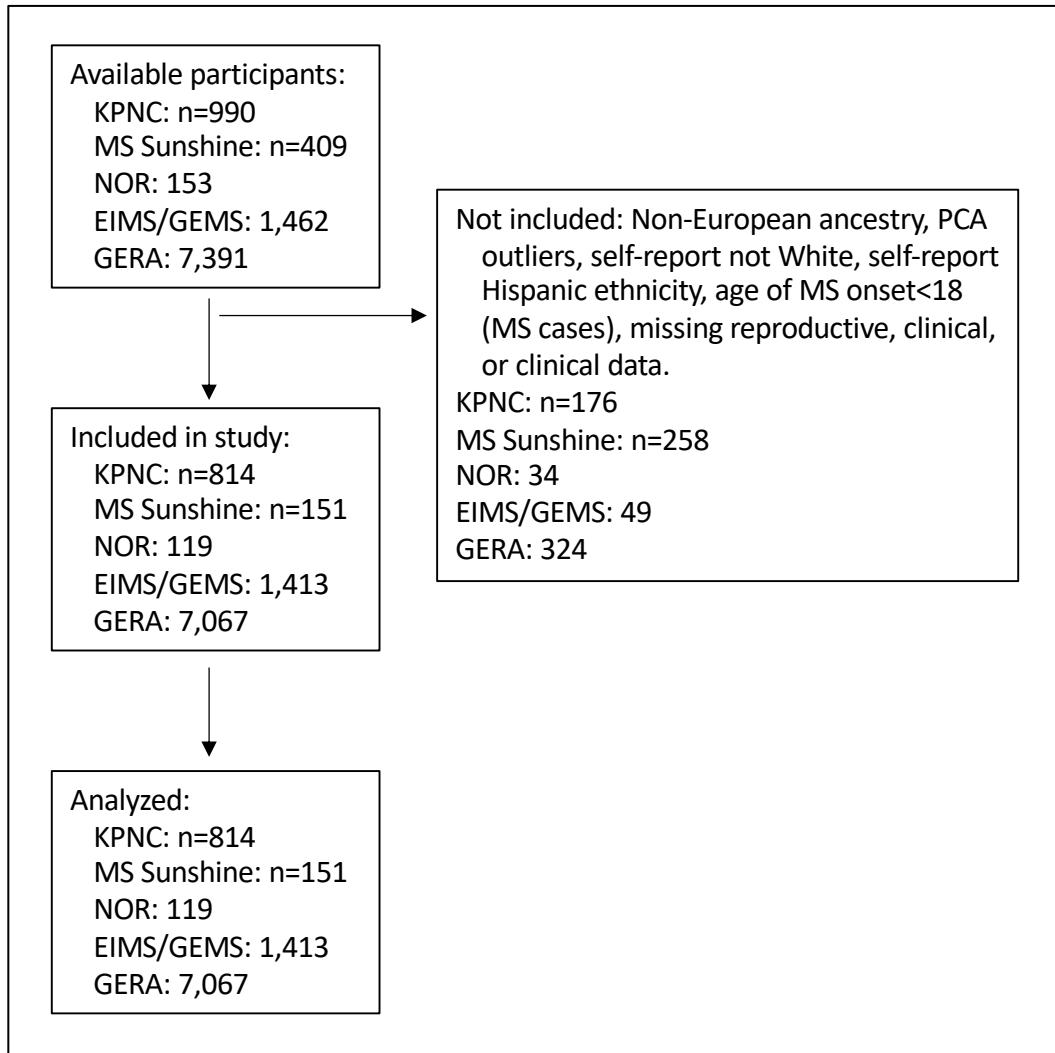 Available participants:
KPNC: n=990
MS Sunshine: n=409
NOR: 153
EIMS/GEMS: 1,462
GERA: 7,391
Not included: Non-European ancestry, PCA
outliers, self-report not White, self-report
Hispanic ethnicity, age of MS onset<18
(MS cases), missing reproductive, clinical,
or clinical data.
KPNC: n=176
MS Sunshine: n=258
NOR: 34
EIMS/GEMS: 49
GERA: 324
Included in study:
KPNC: n=814
MS Sunshine: n=151
NOR: 119
EIMS/GEMS: 1,413
GERA: 7,067
Analyzed:
KPNC: n=814
MS Sunshine: n=151
NOR: 119
EIMS/GEMS: 1,413
GERA: 7,067